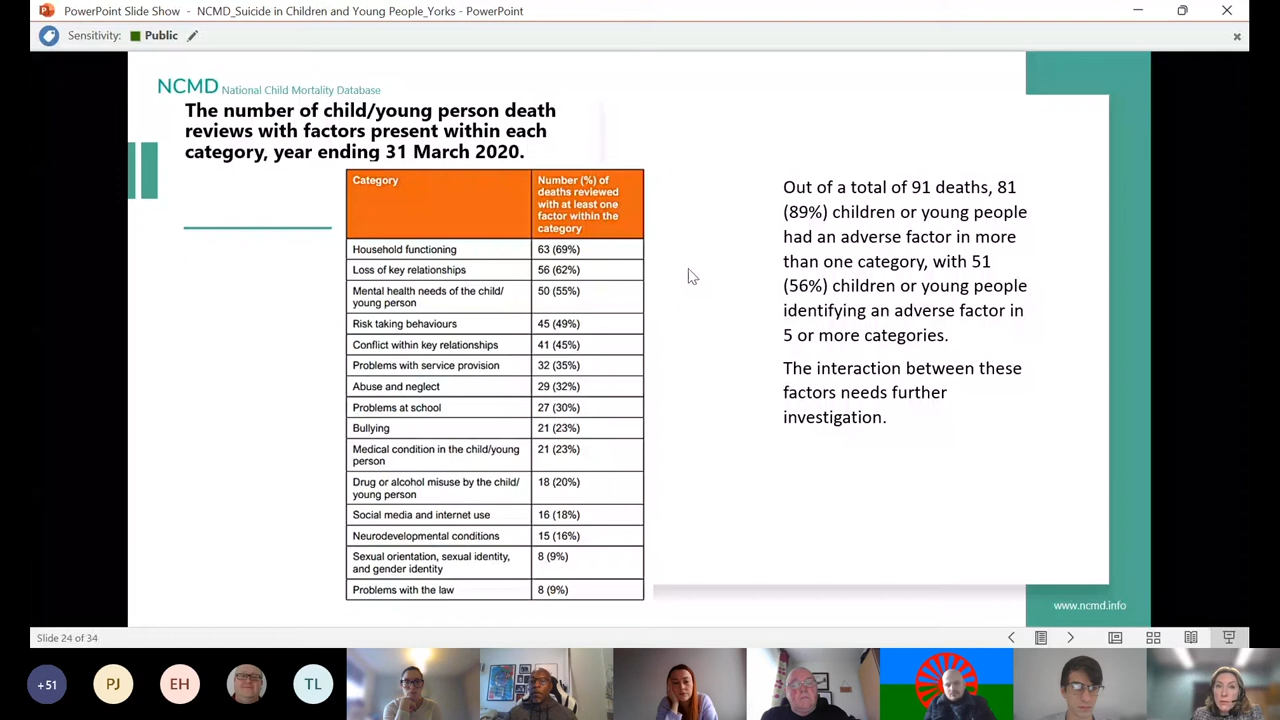 PowerPoint Slide Show - NCMD_Suicide in Children and Young People_Yorks - PowerPoint
Sensitivity: Public
NCMD National Child Mortality Database
The number of child/young person death
reviews with factors present within each
category, year ending 31 March 2020.
Category
Number (%) of
deaths reviewed
with at least one
factor within the
category
Household functioning 63 (69%)
Loss of key relationships 56 (62%)
Mental health needs of the child/
young person 50 (55%)
Risk taking behaviours 45 (49%)
Conflict within key relationships 41 (45%)
Problems with service provision 32 (35%)
Abuse and neglect 29 (32%)
Problems at school 27 (30%)
Bullying 21 (23%)
Medical condition in the child/young
person 21 (23%)
Drug or alcohol misuse by the child/
young person 18 (20%)
Social media and internet use 16 (18%)
Neurodevelopmental conditions 15 (16%)
Sexual orientation, sexual identity,
and gender identity 8 (9%)
Problems with the law 8 (9%)
Out of a total of 91 deaths, 81
(89%) children or young people
had an adverse factor in more
than one category, with 51
(56%) children or young people
identifying an adverse factor in
5 or more categories.
The interaction between these
factors needs further
investigation.
www.ncmd.info
Slide 24 of 34
+51
PJ
EH
TL